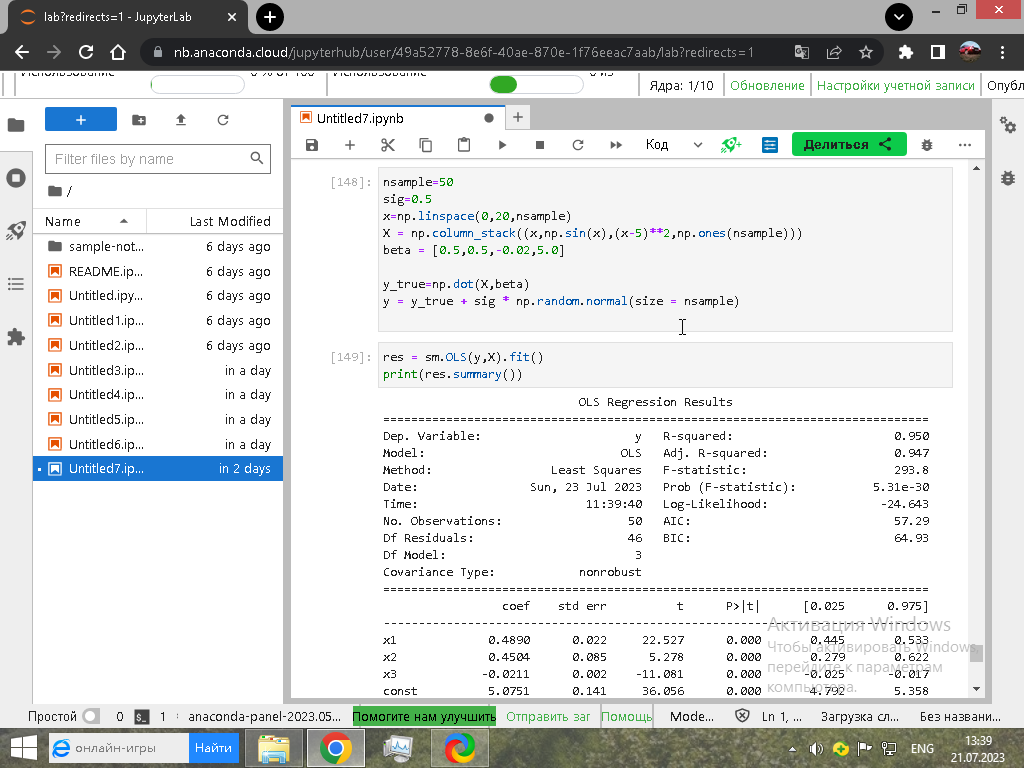 lab?redirects=1 - JupyterLab
nb.anaconda.cloud/jupyterhub/user/49a52778-8e6f-40ae-870e-1f76eeac7aab/lab?redirects=1
Использование
0 % от 100
Использование
0 из
Ядра: 1/10
Обновление
Настройки учетной записи
Опубл
Untitled7.ipynb
Код
Делиться
Filter files by name
/
Name Last Modified
sample-not... 6 days ago
README.ip... 6 days ago
Untitled.ipy... 6 days ago
Untitled1.ip... 6 days ago
Untitled2.ip... 6 days ago
Untitled3.ip... in a day
Untitled4.ip... in a day
Untitled5.ip... in a day
Untitled6.ip... in a day
Untitled7.ip... in 2 days
[148]: nsample=50
sig=0.5
x=np.linspace(0,20,nsample)
X = np.column_stack((x,np.sin(x),(x-5)**2,np.ones(nsample)))
beta = [0.5,0.5,-0.02,5.0]
y_true=np.dot(X,beta)
y = y_true + sig * np.random.normal(size = nsample)
[149]: res = sm.OLS(y,X).fit()
print(res.summary())
OLS Regression Results
==============================================================================
Dep. Variable: y R-squared: 0.950
Model: OLS Adj. R-squared: 0.947
Method: Least Squares F-statistic: 293.8
Date: Sun, 23 Jul 2023 Prob (F-statistic): 5.31e-30
Time: 11:39:40 Log-Likelihood: -24.643
No. Observations: 50 AIC: 57.29
Df Residuals: 46 BIC: 64.93
Df Model: 3
Covariance Type: nonrobust
==============================================================================
coef std err t P>|t| [0.025 0.975]
------------------------------------------------------------------------------
x1 0.4890 0.022 22.527 0.000 0.445 0.533
x2 0.4504 0.085 5.278 0.000 0.279 0.622
x3 -0.0211 0.002 -11.081 0.000 -0.025 -0.017
const 5.0751 0.141 36.056 0.000 4.792 5.358
Активация Windows
Чтобы активировать Windows,
перейдите к параметрам
компьютера.
Простой 0 1 anaconda-panel-2023.05... Помогите нам улучшить Отправить заг Помощь Mode... Ln 1, ... Загрузка сл... Без названи...
онлайн-игры Найти
ENG
13:39
21.07.2023